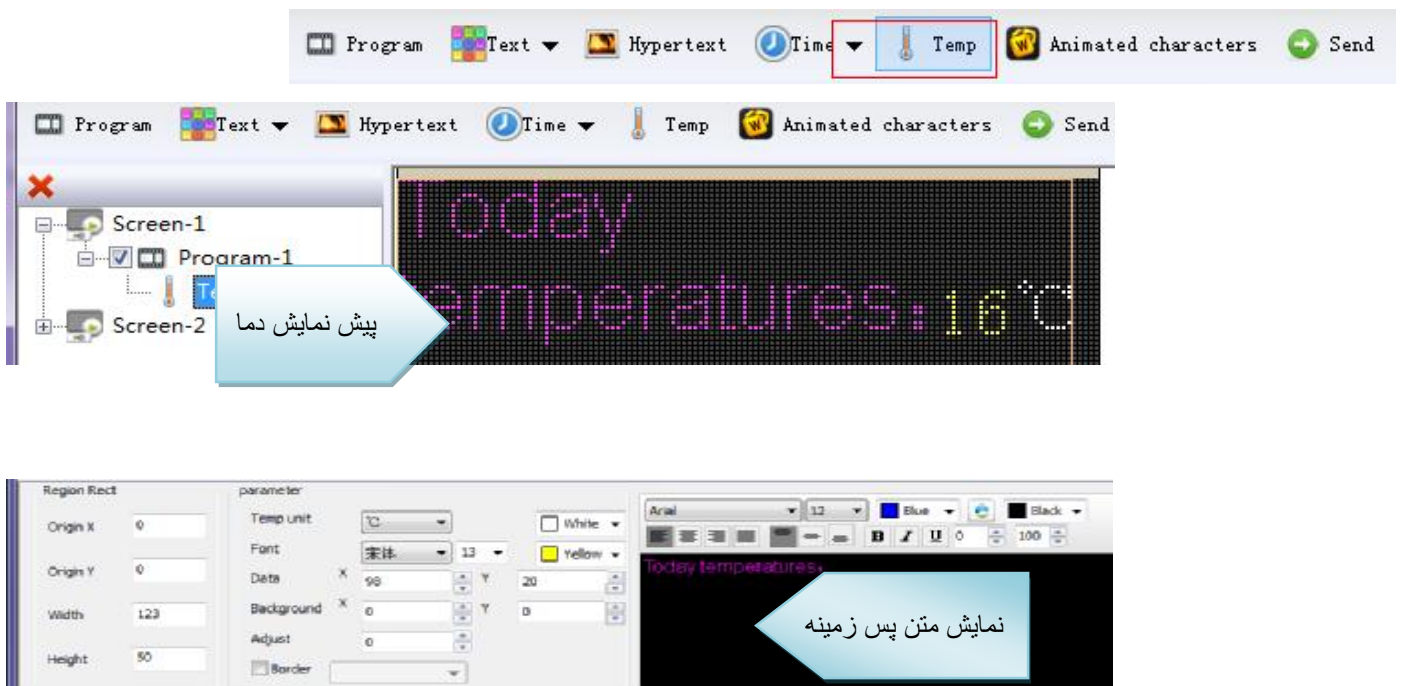 Program Text Hypertext Time Temp Animated characters Send
Program Text Hypertext Time Temp Animated characters Send
Screen-1
Program-1
Te
Screen-2
پیش نمایش دما
Today
temperatures:16℃
Region Rect
Origin X 0
Origin Y 0
Width 123
Height 50
parameter
Temp unit ℃ White
Font 宋体 13 Yellow
Data X 98 Y 20
Background X 0 Y 0
Adjust 0
Border
Arial 12 Blue Black
B I U 0 100
Today temperatures:
نمایش متن پس زمینه